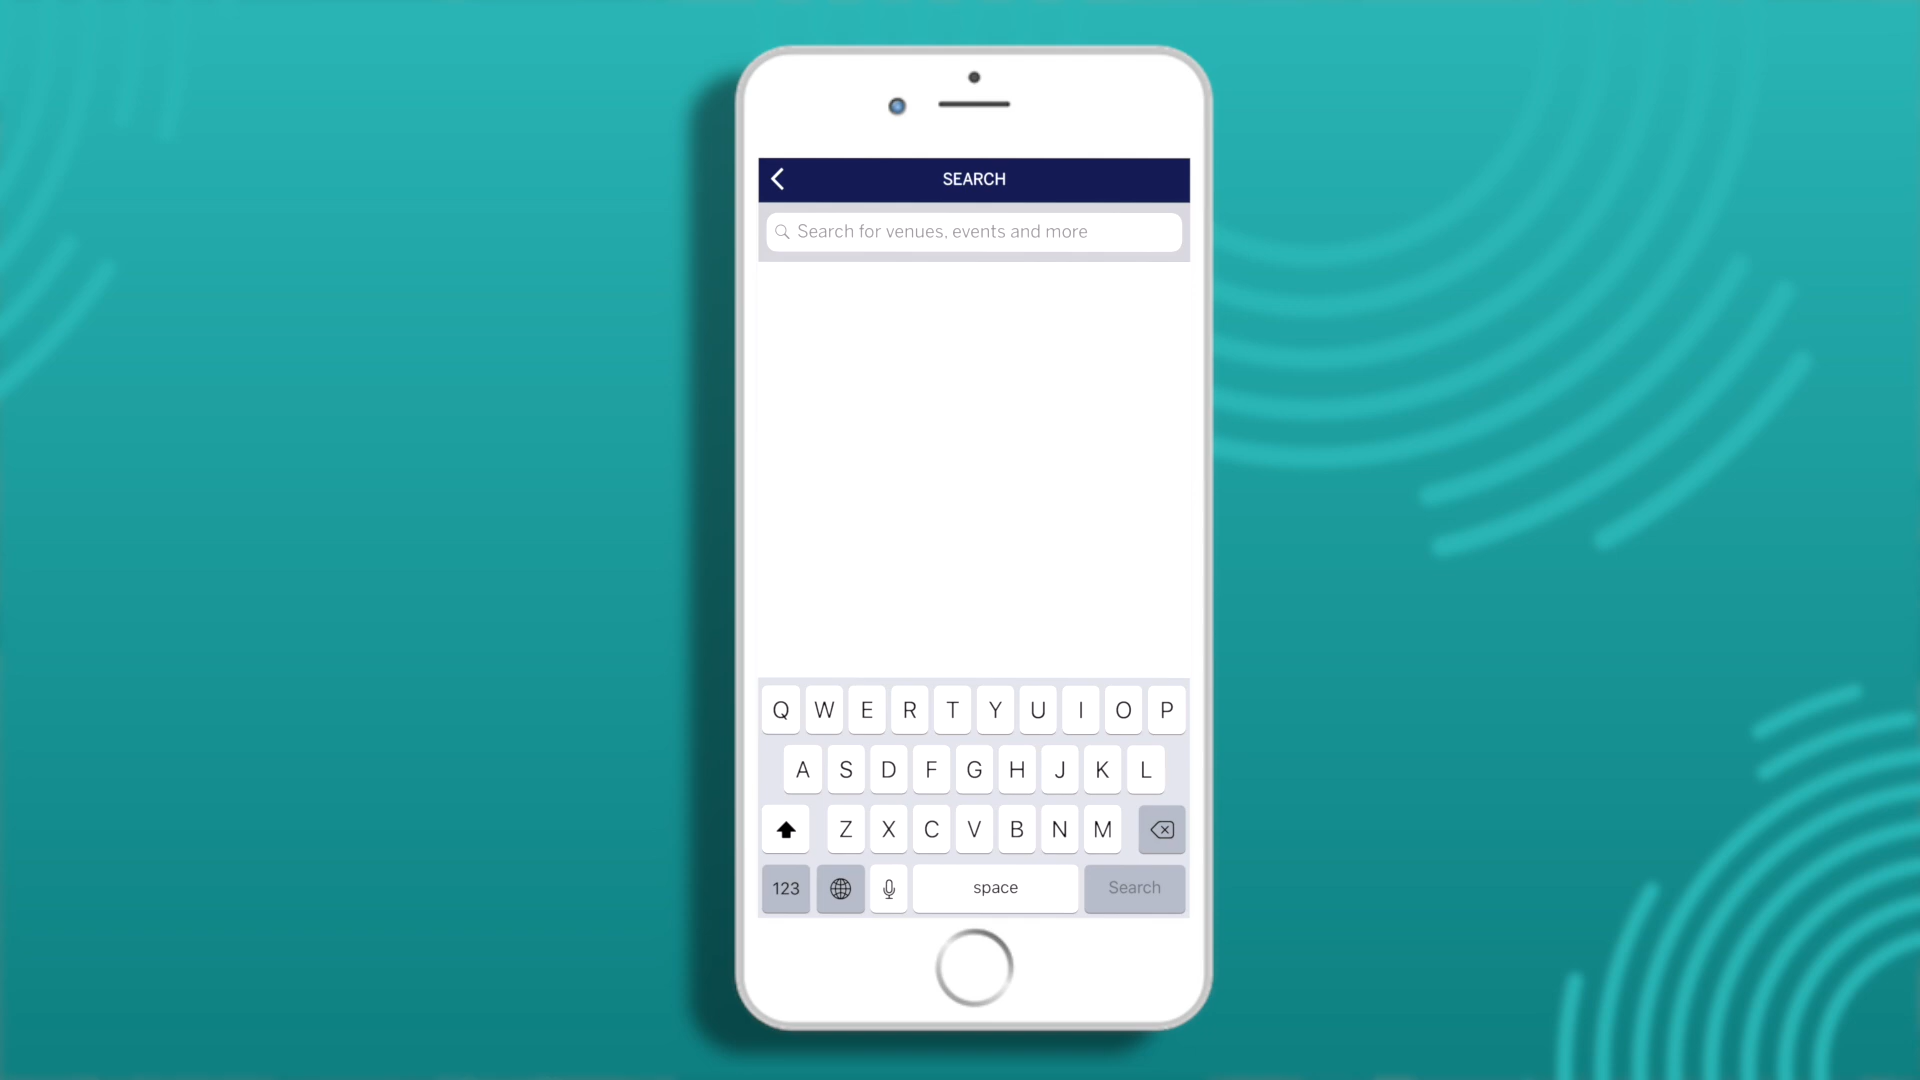 SEARCH
Search for venues, events and more
Q W E R T Y U I O P
A S D F G H J K L
Z X C V B N M
123 space Search